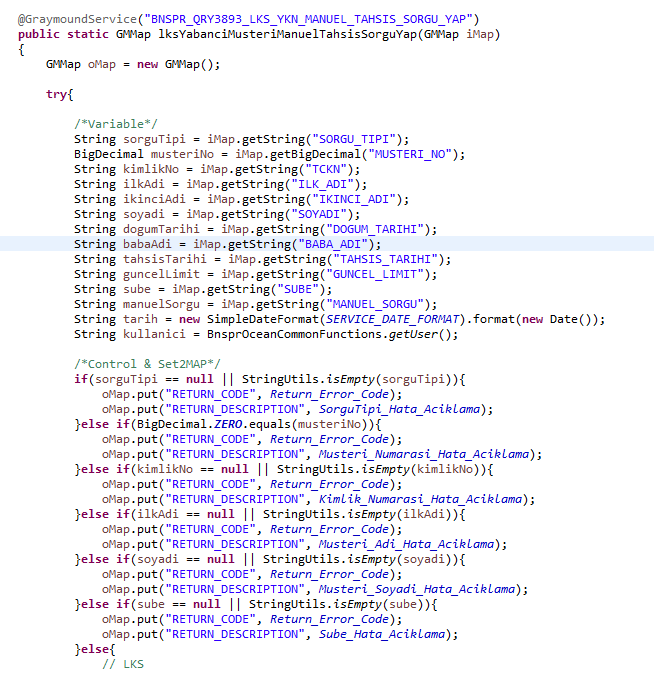 @GraymoundService("BNSPR_QRY3893_LKS_YKN_MANUEL_TAHSIS_SORGU_YAP")
public static GMMap lksYabanciMusteriManuelTahsisSorguYap(GMMap iMap)
{
GMMap oMap = new GMMap();
try{
/*Variable*/
String sorguTipi = iMap.getString("SORGU_TIPI");
BigDecimal musteriNo = iMap.getBigDecimal("MUSTERI_NO");
String kimlikNo = iMap.getString("TCKN");
String ilkAdi = iMap.getString("ILK_ADI");
String ikinciAdi = iMap.getString("IKINCI_ADI");
String soyadi = iMap.getString("SOYADI");
String dogumTarihi = iMap.getString("DOGUM_TARIHI");
String babaAdi = iMap.getString("BABA_ADI");
String tahsisTarihi = iMap.getString("TAHSIS_TARIHI");
String guncelLimit = iMap.getString("GUNCEL_LIMIT");
String sube = iMap.getString("SUBE");
String manuelSorgu = iMap.getString("MANUEL_SORGU");
String tarih = new SimpleDateFormat(SERVICE_DATE_FORMAT).format(new Date());
String kullanici = BnsprOceanCommonFunctions.getUser();
/*Control & Set2MAP*/
if(sorguTipi == null || StringUtils.isEmpty(sorguTipi)){
oMap.put("RETURN_CODE", Return_Error_Code);
oMap.put("RETURN_DESCRIPTION", SorguTipi_Hata_Aciklama);
}else if(BigDecimal.ZERO.equals(musteriNo)){
oMap.put("RETURN_CODE", Return_Error_Code);
oMap.put("RETURN_DESCRIPTION", Musteri_Numarasi_Hata_Aciklama);
}else if(kimlikNo == null || StringUtils.isEmpty(kimlikNo)){
oMap.put("RETURN_CODE", Return_Error_Code);
oMap.put("RETURN_DESCRIPTION", Kimlik_Numarasi_Hata_Aciklama);
}else if(ilkAdi == null || StringUtils.isEmpty(ilkAdi)){
oMap.put("RETURN_CODE", Return_Error_Code);
oMap.put("RETURN_DESCRIPTION", Musteri_Adi_Hata_Aciklama);
}else if(soyadi == null || StringUtils.isEmpty(soyadi)){
oMap.put("RETURN_CODE", Return_Error_Code);
oMap.put("RETURN_DESCRIPTION", Musteri_Soyadi_Hata_Aciklama);
}else if(sube == null || StringUtils.isEmpty(sube)){
oMap.put("RETURN_CODE", Return_Error_Code);
oMap.put("RETURN_DESCRIPTION", Sube_Hata_Aciklama);
}else{
// LKS